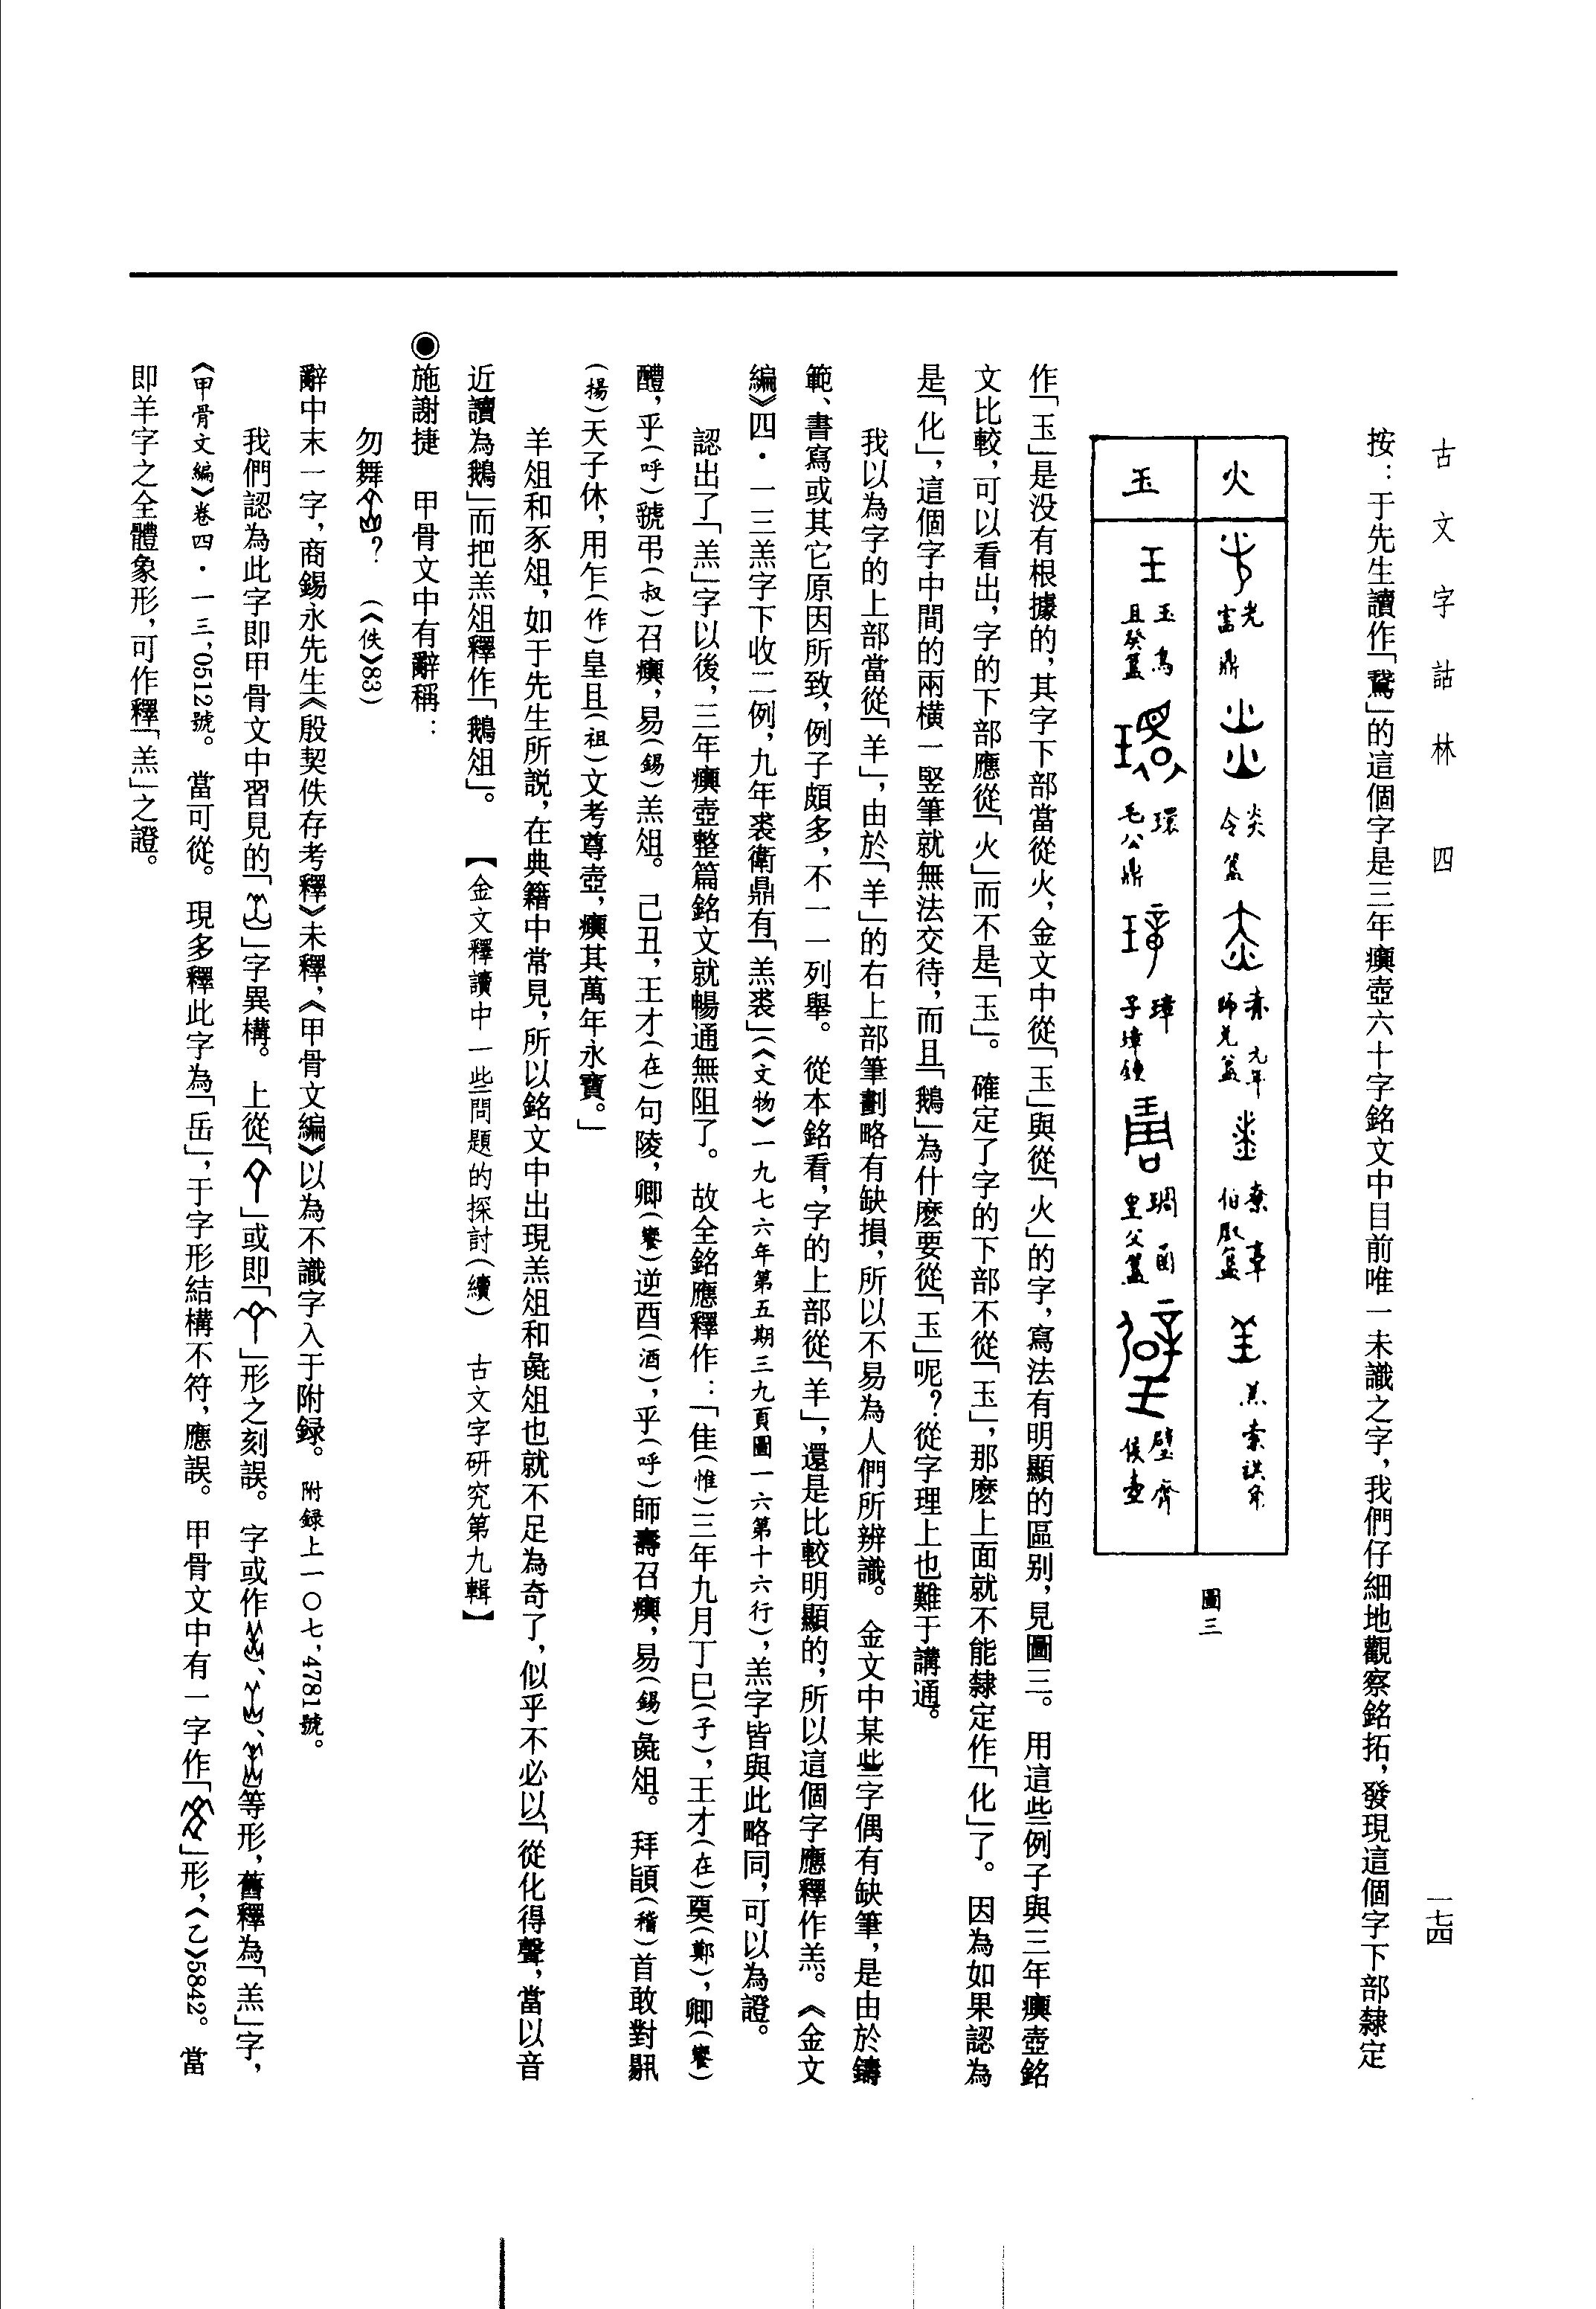 古文字詁林 四
一七四
按：于先生讀作「鵞」的這個字是三年𤼈壺六十字銘文中目前唯一未識之字，我們仔細地觀察銘拓，發現這個字下部隸定
火
光 富鼎
炎 令簋
赤 元年師兌簋
章
羔 索諆角
玉
玉 鳥且癸簋
環 毛公鼎
璋 子璋鐘
琱 函皇父簋
璧 齊侯壺
圖三
作「玉」是没有根據的，其字下部當從火，金文中從「玉」與從「火」的字，寫法有明顯的區别，見圖三。用這些例子與三年𤼈壺銘
文比較，可以看出，字的下部應從「火」而不是「玉」。確定了字的下部不從「玉」，那麽上面就不能隸定作「化」了。因為如果認為
是「化」，這個字中間的兩橫一竪筆就無法交待，而且「鵝」為什麽要從「玉」呢？從字理上也難于講通。
我以為字的上部當從「羊」，由於「羊」的右上部筆劃略有缺損，所以不易為人們所辨識。金文中某些字偶有缺筆，是由於鑄
範、書寫或其它原因所致，例子頗多，不一一列舉。從本銘看，字的上部從「羊」，還是比較明顯的，所以這個字應釋作羔。《金文
編》四·一三羔字下收二例，九年裘衛鼎有「羔裘」（《文物》一九七六年第五期三九頁圖一六第十六行），羔字皆與此略同，可以為證。
認出了「羔」字以後，三年𤼈壺整篇銘文就暢通無阻了。故全銘應釋作：「隹（惟）三年九月丁巳（子），王才（在）奠（鄭），卿（饗）
醴，乎（呼）虢弔（叔）召𤼈，易（錫）羔俎。己丑，王才（在）句陵，卿（饗）逆酉（酒），乎（呼）師壽召𤼈，易（錫）彘俎。拜䭫（稽）首敢對
（揚）天子休，用乍（作）皇且（祖）文考尊壺，𤼈其萬年永寶。」
羊俎和豕俎，如于先生所説，在典籍中常見，所以銘文中出現羔俎和彘俎也就不足為奇了，似乎不必以「從化得聲，當以音
近讀為鵝」而把羔俎釋作「鵝俎」。【金文釋讀中一些問題的探討（續） 古文字研究第九輯】
◉施謝捷 甲骨文中有辭稱：
勿舞？ （《佚》83）
辭中末一字，商錫永先生《殷契佚存考釋》未釋，《甲骨文編》以為不識字入于附録。附録上一〇七，4781號。
我們認為此字即甲骨文中習見的「」字異構。上從「」或即「」形之刻誤。字或作、、等形，舊釋為「羔」字，
《甲骨文編》卷四·一三，0512號。當可從。現多釋此字為「岳」，于字形結構不符，應誤。甲骨文中有一字作「」形，《乙》5842。當
即羊字之全體象形，可作釋「羔」之證。